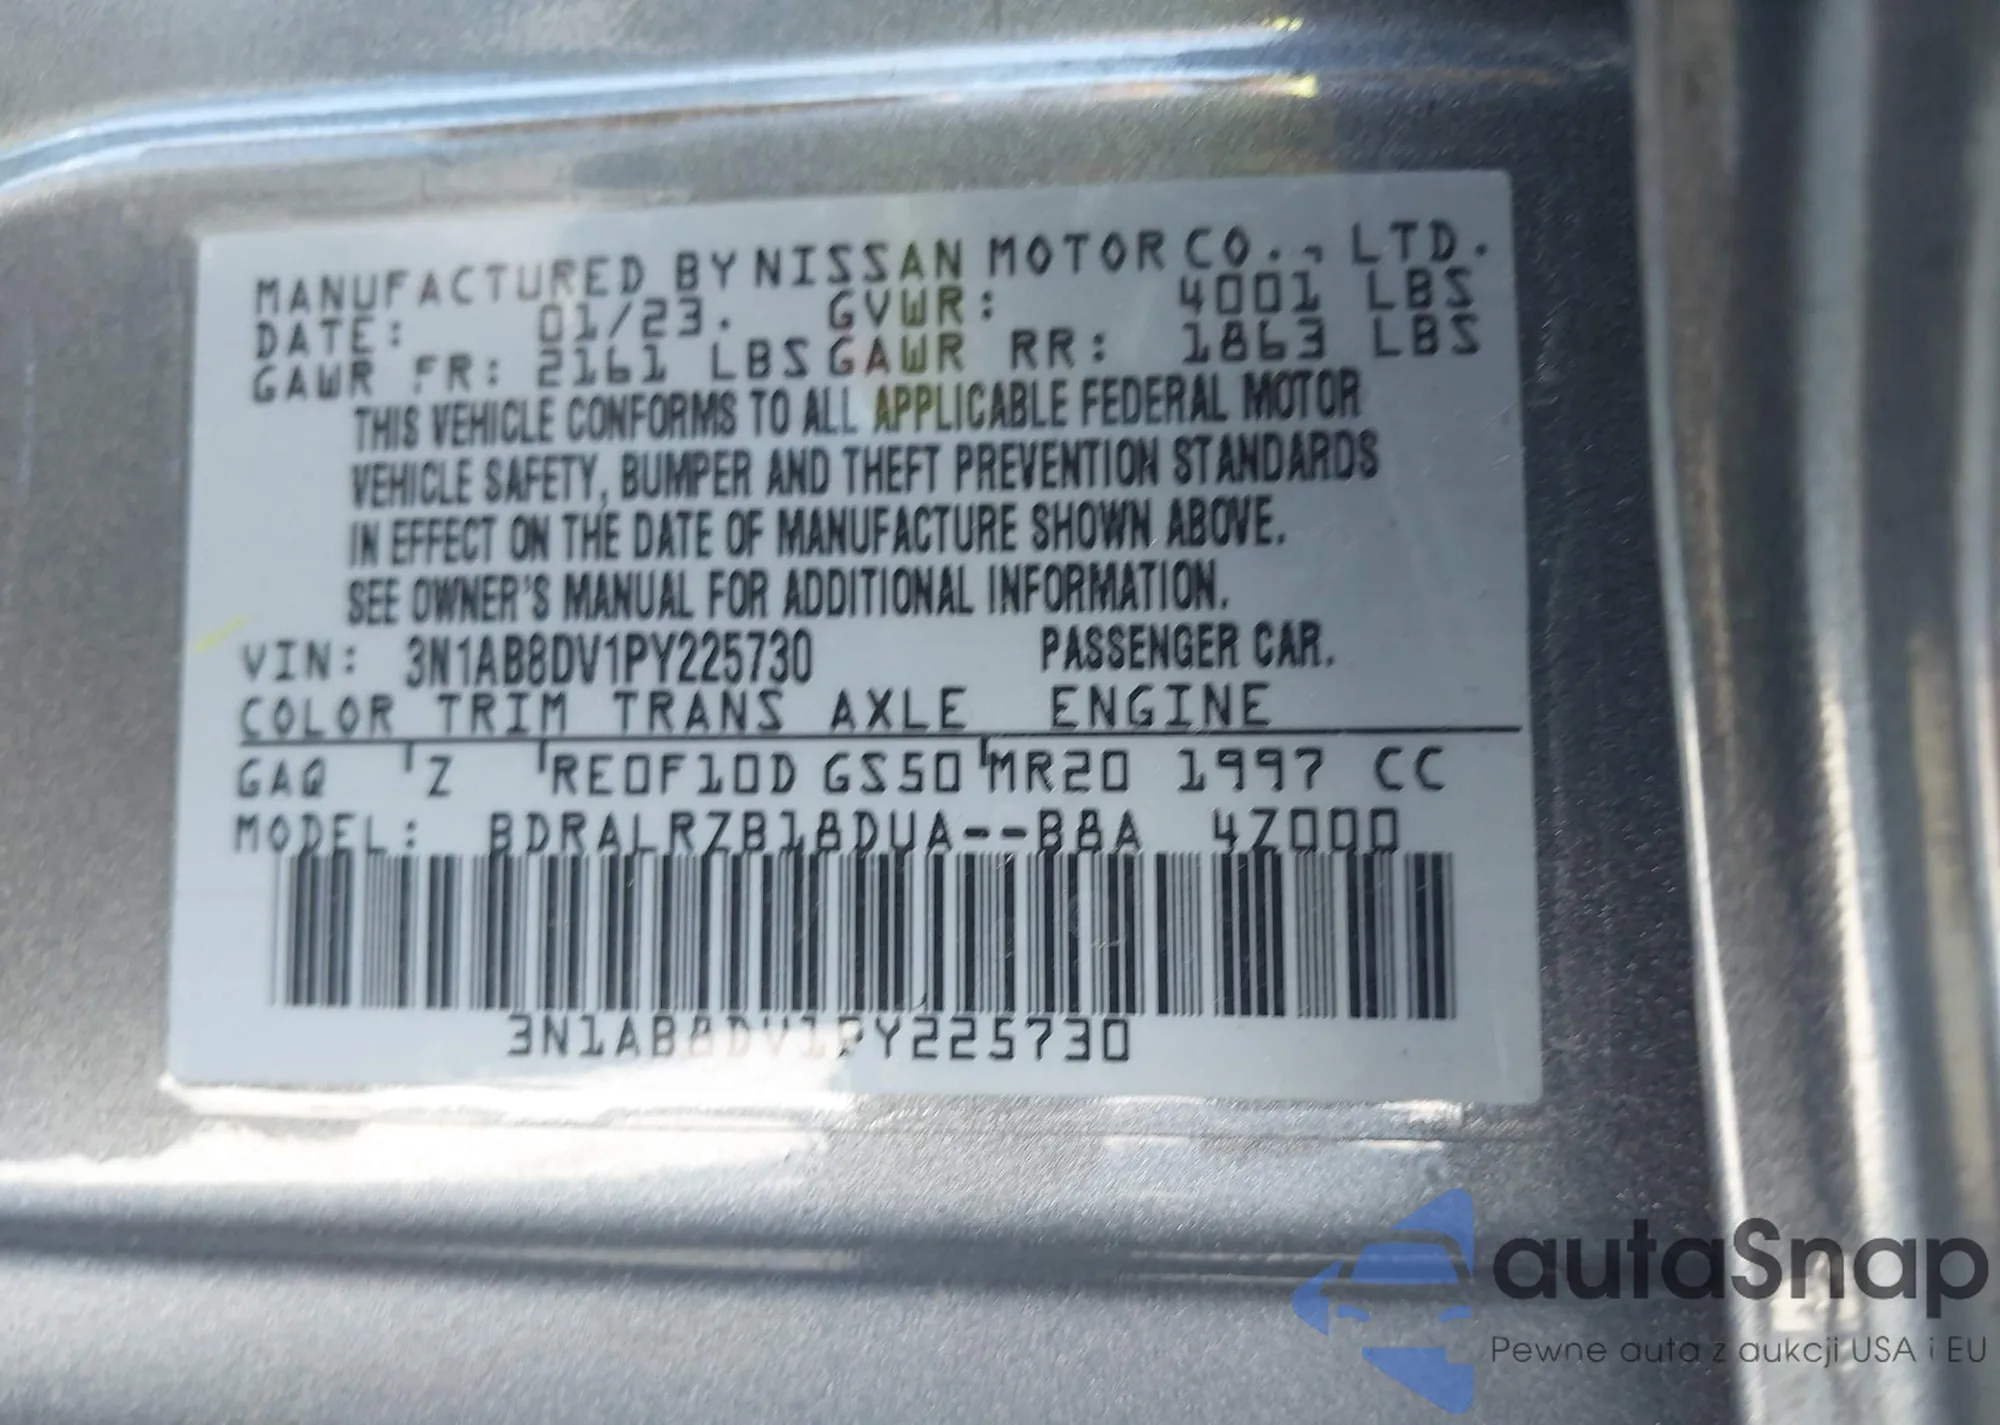 MANUFACTURED BY NISSAN MOTOR CO., LTD.
DATE: 01/23. GVWR: 4001 LBS
GAWR FR: 2161 LBS GAWR RR: 1863 LBS
THIS VEHICLE CONFORMS TO ALL APPLICABLE FEDERAL MOTOR
VEHICLE SAFETY, BUMPER AND THEFT PREVENTION STANDARDS
IN EFFECT ON THE DATE OF MANUFACTURE SHOWN ABOVE.
SEE OWNER'S MANUAL FOR ADDITIONAL INFORMATION.
VIN: 3N1AB8DV1PY225730 PASSENGER CAR.
COLOR TRIM TRANS AXLE ENGINE
GAQ Z RE0F10D GS50 MR20 1997 CC
MODEL: BDRALRZB18DUA--B8A 4Z000
3N1AB8DV1PY225730
autaSnap
Pewne auta z aukcji USA i EU